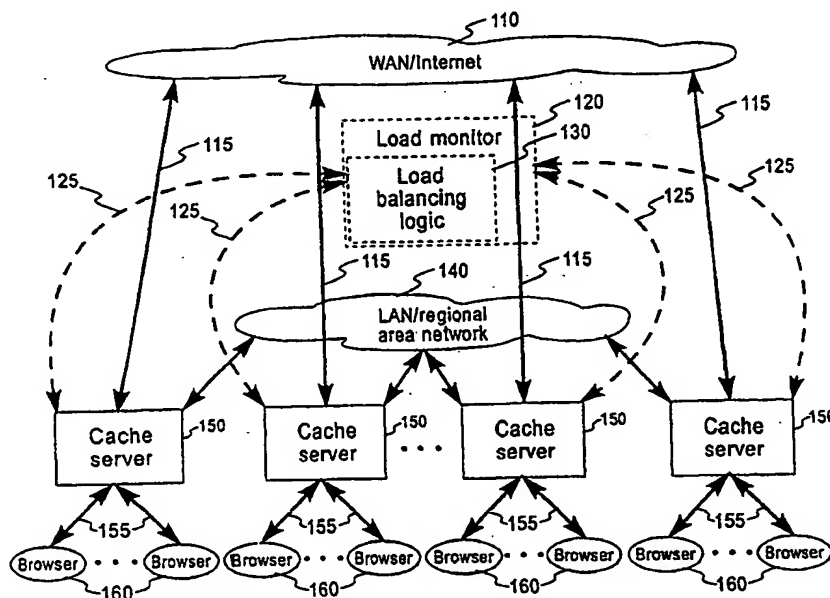 110
WAN/Internet
120
115
Load monitor
130
115
125
Load
balancing
logic
125
125
125
115
140
115
LAN/regional
area network
Cache
server
150
Cache
server
150
Cache
server
150
Cache
server
150
155
155
155
155
Browser
Browser
Browser
Browser
Browser
Browser
Browser
Browser
160
160
160
160